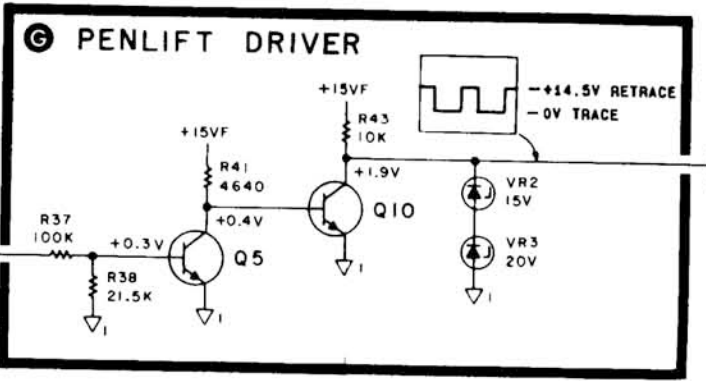 G PENLIFT DRIVER
+15VF
-+14.5V RETRACE
-0V TRACE
R43
10K
+15VF
R41
4640
+1.9V
VR2
15V
Q10
R37
100K
+0.4V
+0.3V
Q5
VR3
20V
R38
21.5K
1
1
1
1